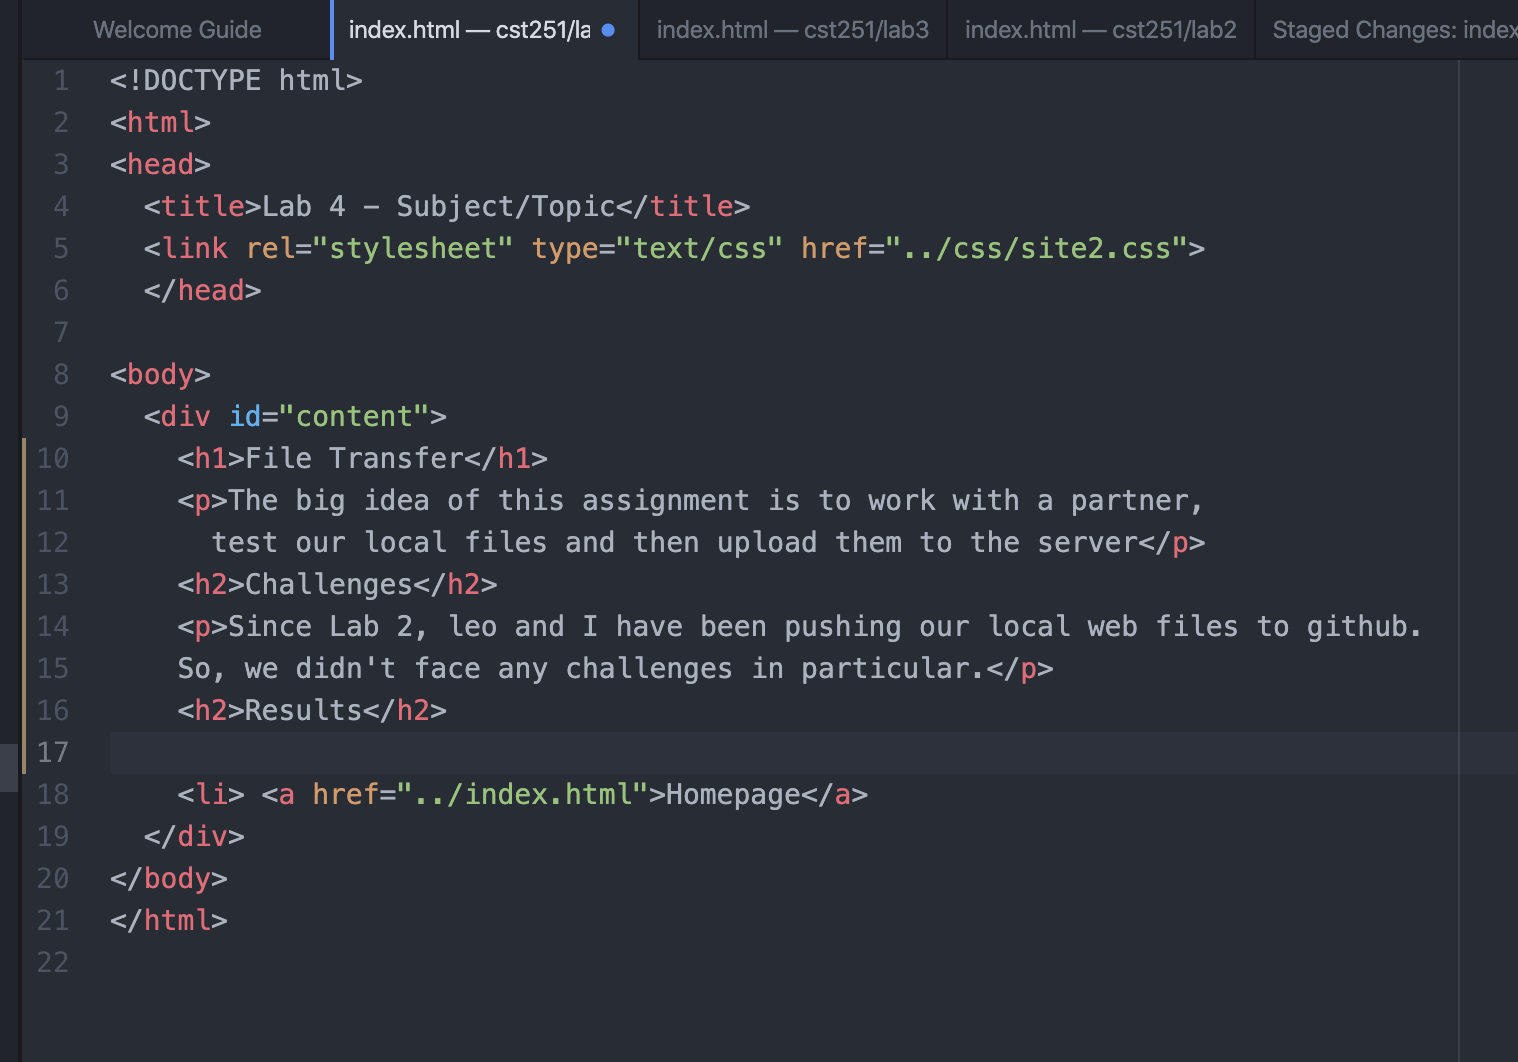 Welcome Guide
index.html — cst251/la
index.html — cst251/lab3
index.html — cst251/lab2
Staged Changes: index
1 <!DOCTYPE html>
2 <html>
3 <head>
4   <title>Lab 4 - Subject/Topic</title>
5   <link rel="stylesheet" type="text/css" href="../css/site2.css">
6   </head>
7
8 <body>
9   <div id="content">
10     <h1>File Transfer</h1>
11     <p>The big idea of this assignment is to work with a partner,
12       test our local files and then upload them to the server</p>
13     <h2>Challenges</h2>
14     <p>Since Lab 2, leo and I have been pushing our local web files to github.
15     So, we didn't face any challenges in particular.</p>
16     <h2>Results</h2>
17
18     <li> <a href="../index.html">Homepage</a>
19   </div>
20 </body>
21 </html>
22